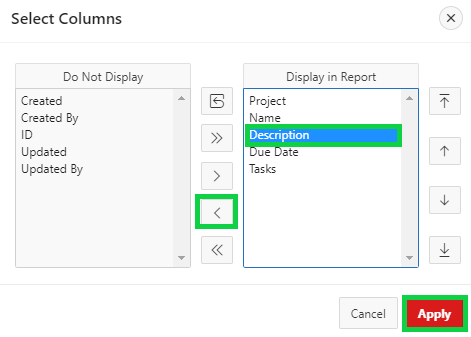 Select Columns
Do Not Display
Created
Created By
ID
Updated
Updated By
Display in Report
Project
Name
Description
Due Date
Tasks
Cancel
Apply